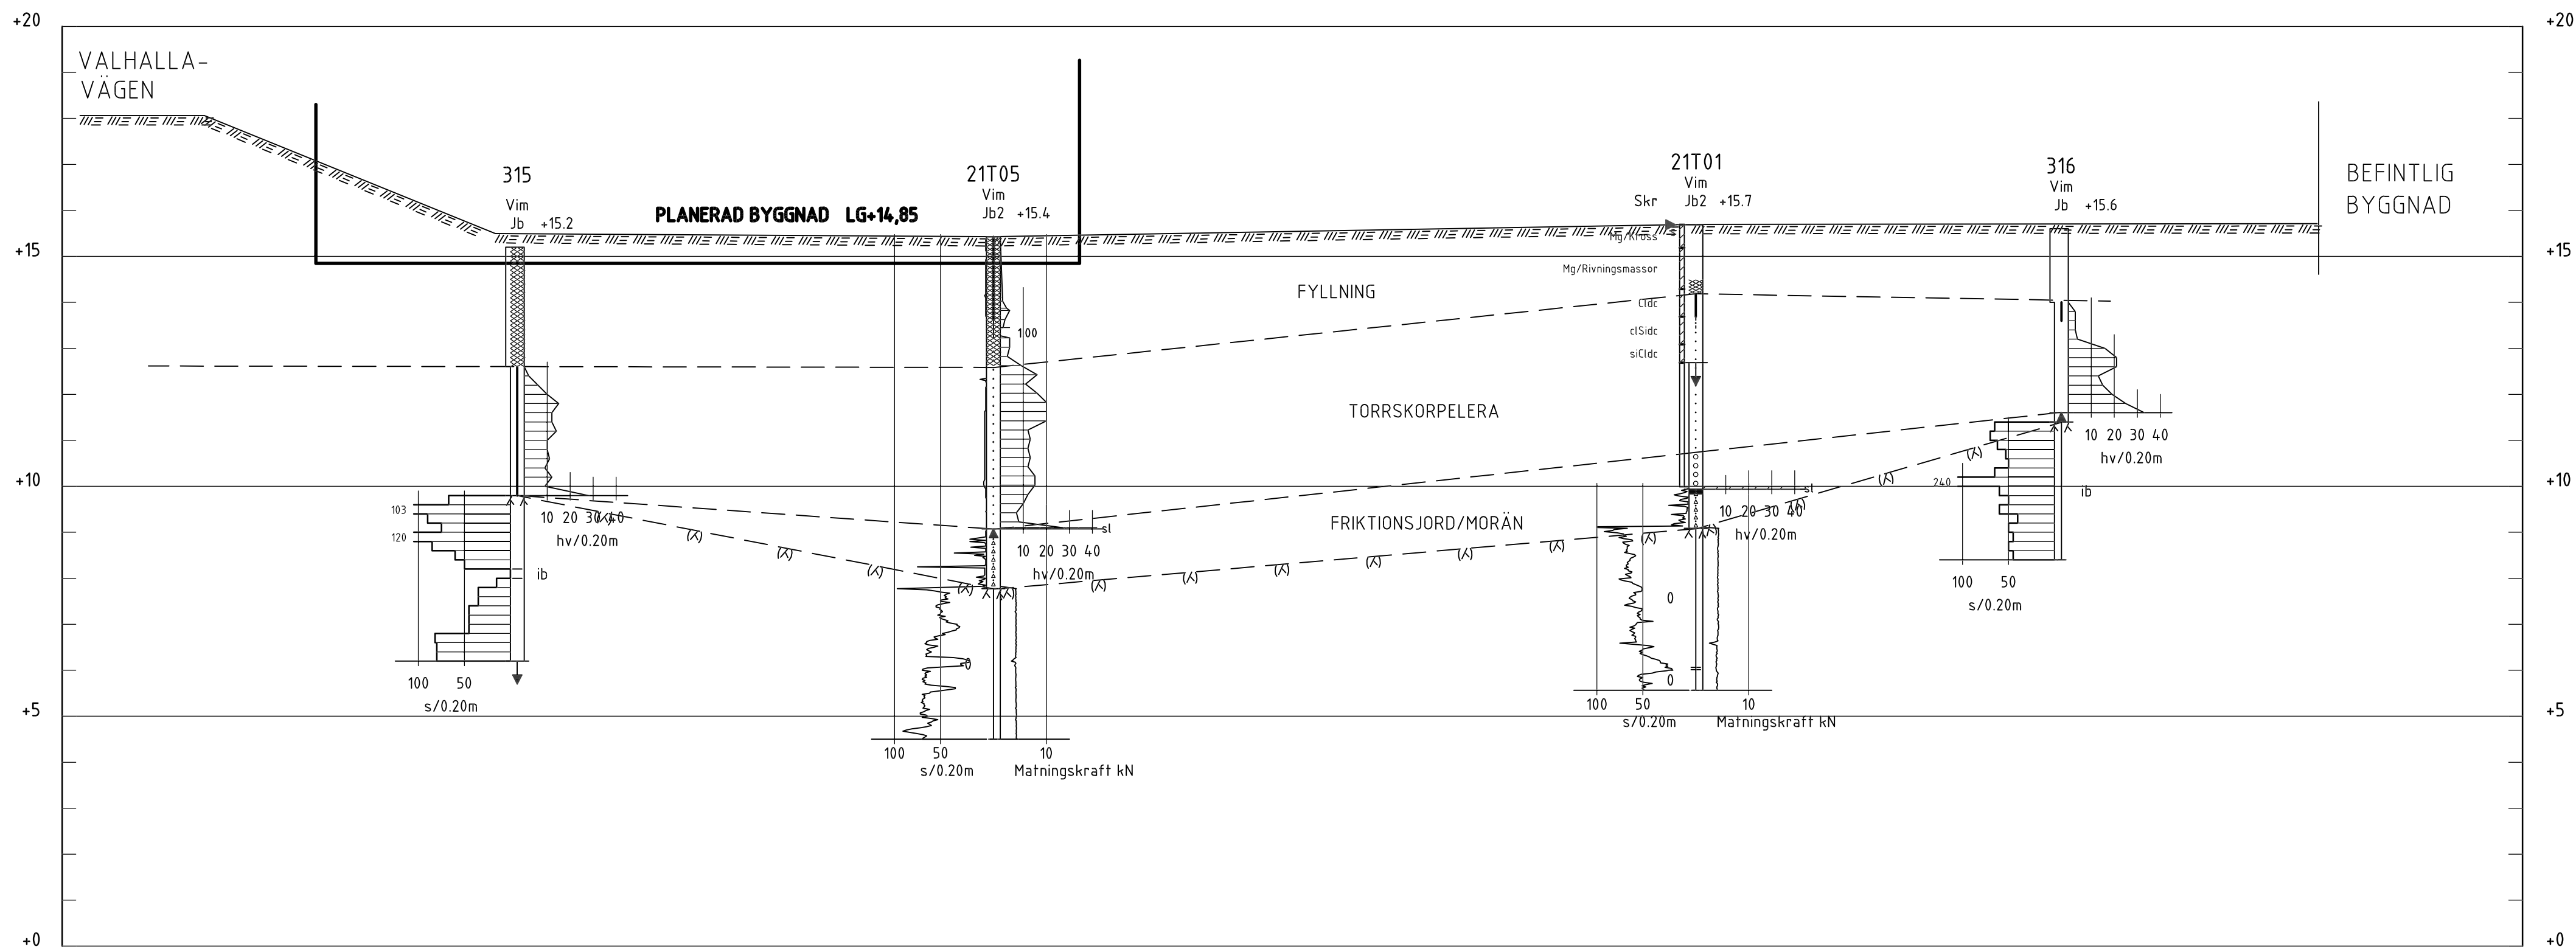 +20
+20
VALHALLA-
VÄGEN
315
Vim
Jb +15.2
PLANERAD BYGGNAD LG+14,85
21T05
Vim
Jb2 +15.4
21T01
Vim
Skr Jb2 +15.7
316
Vim
Jb +15.6
BEFINTLIG
BYGGNAD
+15
+15
Mg/Kross
Mg/Rivningsmassor
Cldc
clSidc
siCldc
FYLLNING
100
TORRSKORPELERA
10 20 30 40
hv/0.20m
240
ib
+10
+10
103
120
10 20 30 40
hv/0.20m
ib
FRIKTIONSJORD/MORÄN
sl
10 20 30 40
hv/0.20m
sl
10 20 30 40
hv/0.20m
100 50
s/0.20m
0
0
0
100 50
s/0.20m
100 50 10
s/0.20m Matningskraft kN
100 50 10
s/0.20m Matningskraft kN
+5
+5
+0
+0